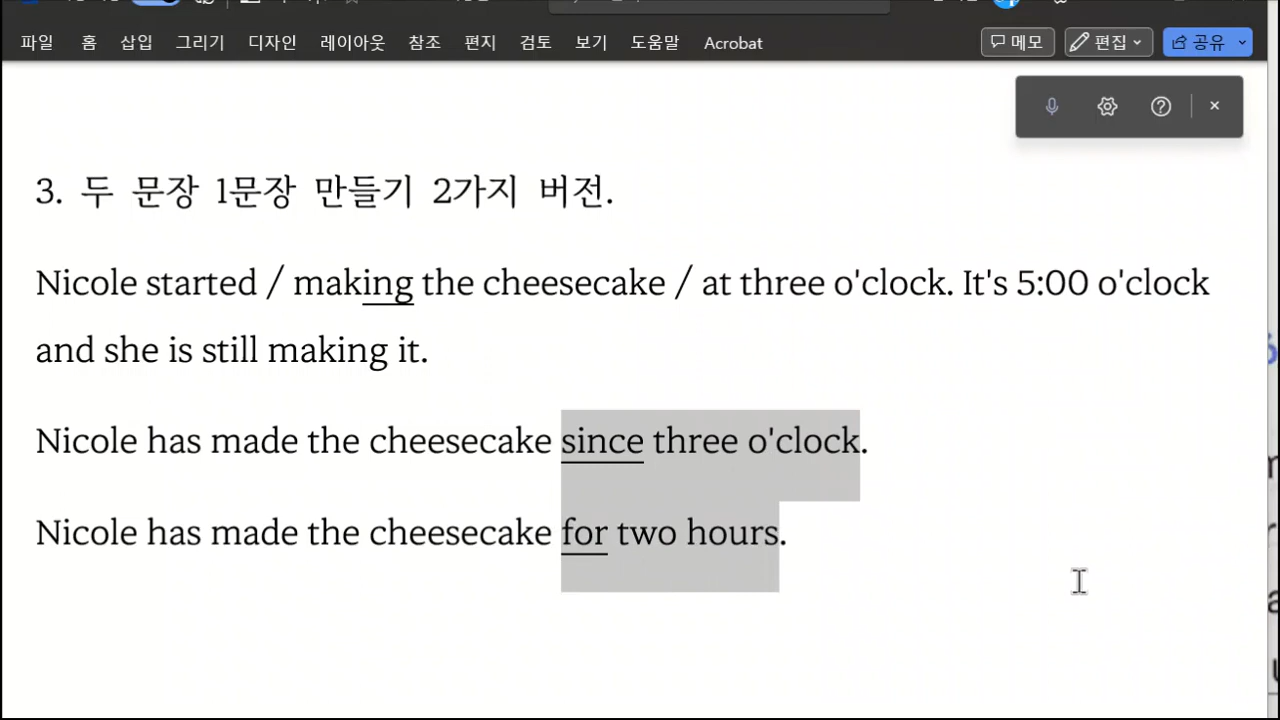 파일 홈 삽입 그리기 디자인 레이아웃 참조 편지 검토 보기 도움말 Acrobat 메모 편집 공유
3. 두 문장 1문장 만들기 2가지 버전.
Nicole started / making the cheesecake / at three o'clock. It's 5:00 o'clock
and she is still making it.
Nicole has made the cheesecake since three o'clock.
Nicole has made the cheesecake for two hours.